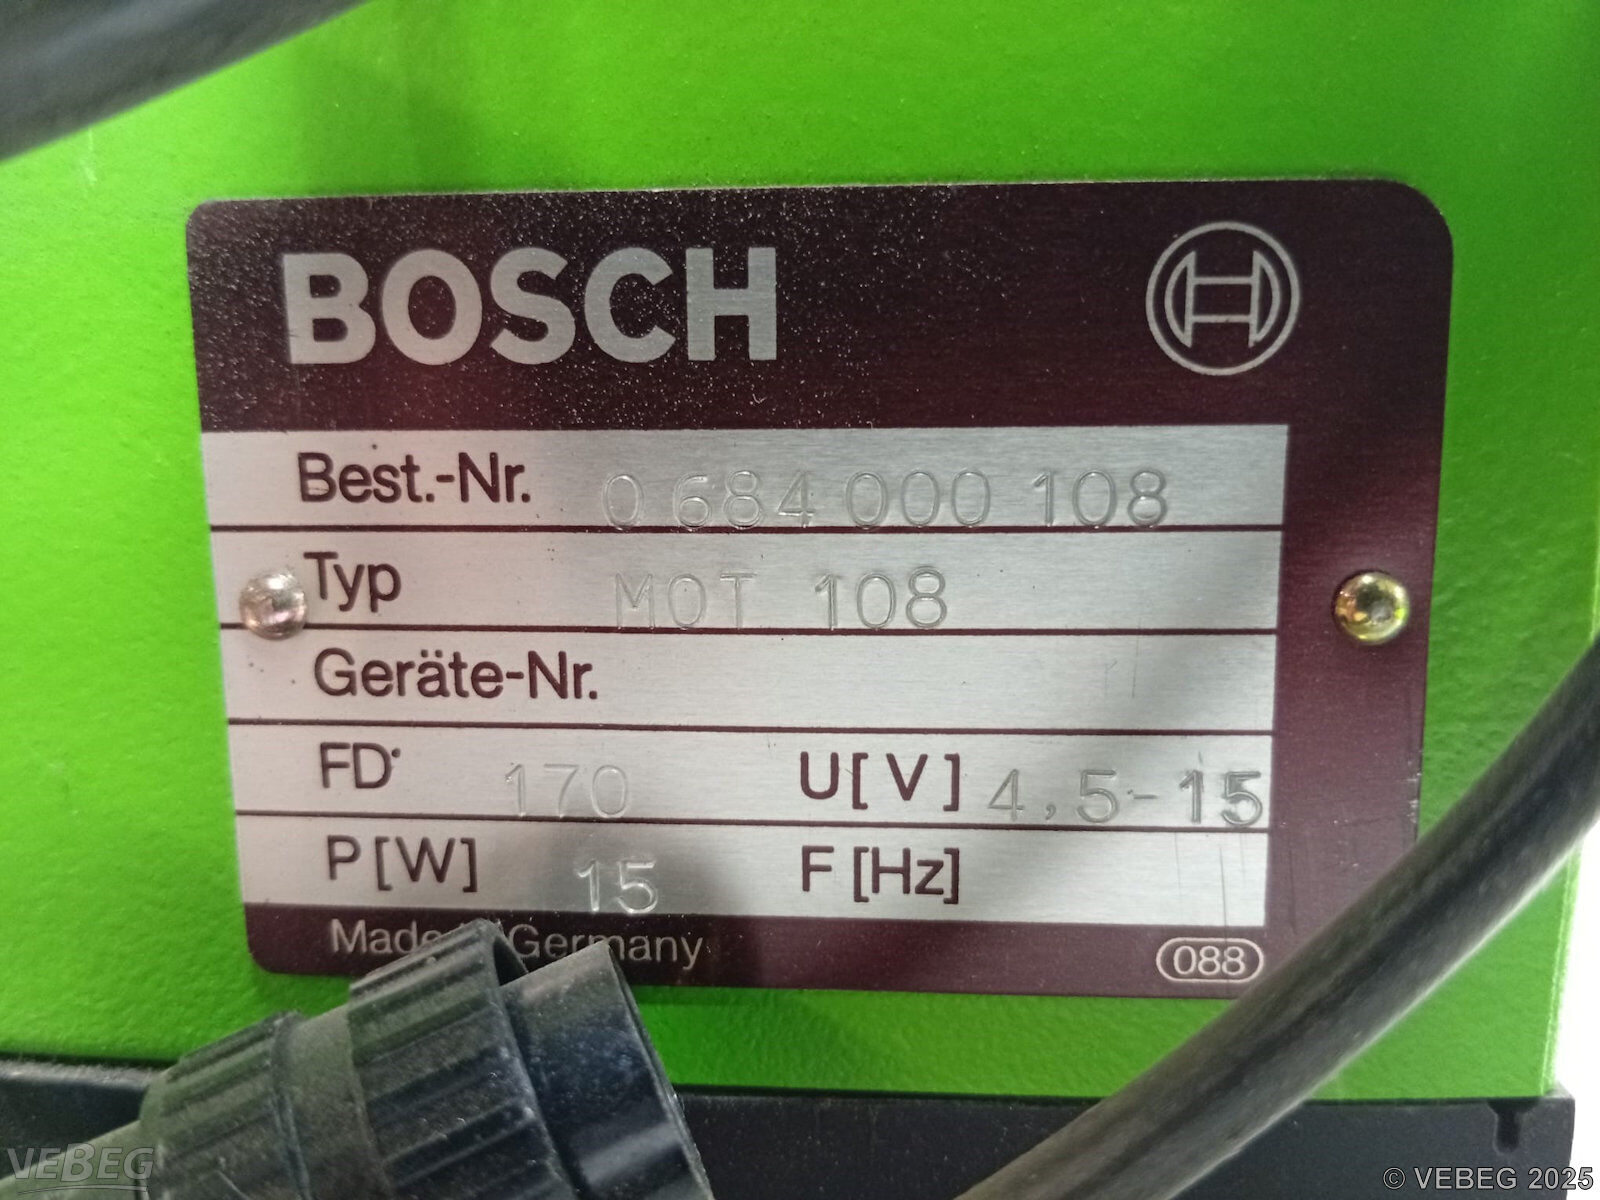 BOSCH
Best.-Nr. 0 684 000 108
Typ MOT 108
Geräte-Nr.
FD 170 U[V] 4,5-15
P[W] 15 F[Hz]
Made Germany
088
VEBEG
© VEBEG 2025